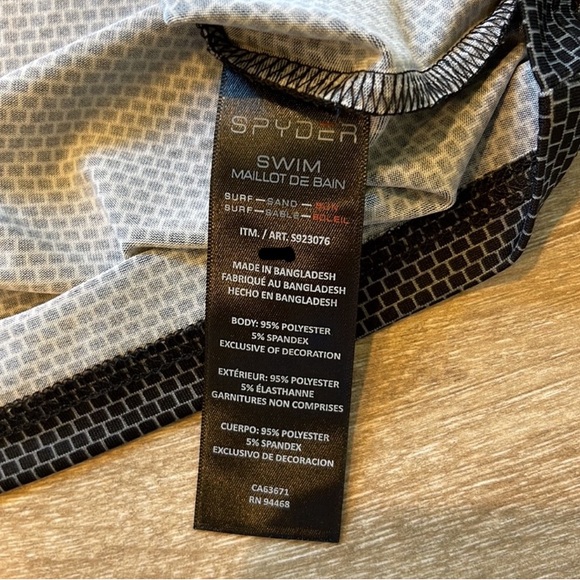 SPYDER
SWIM
MAILLOT DE BAIN
SURF—SAND—SUN
SURF—SABLE—SOLEIL
ITM. / ART. S923076
MADE IN BANGLADESH
FABRIQUÉ AU BANGLADESH
HECHO EN BANGLADESH
BODY: 95% POLYESTER
5% SPANDEX
EXCLUSIVE OF DECORATION
EXTÉRIEUR: 95% POLYESTER
5% ÉLASTHANNE
GARNITURES NON COMPRISES
CUERPO: 95% POLYESTER
5% SPANDEX
EXCLUSIVO DE DECORACION
CA63671
RN 94468